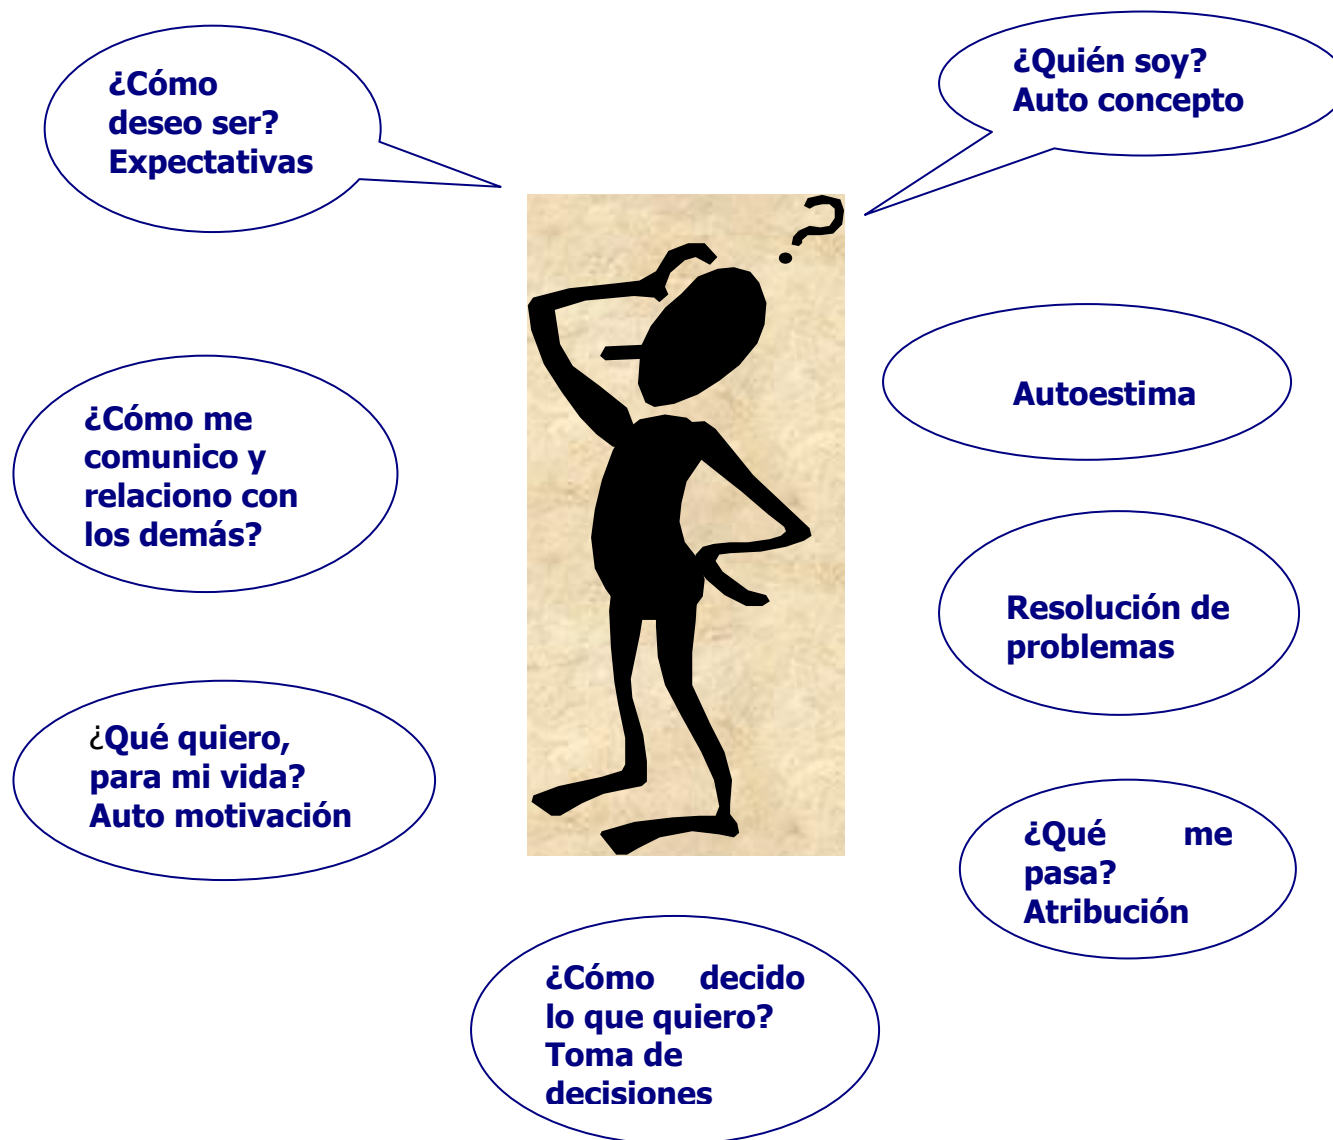 ¿Cómo
deseo ser?
Expectativas
¿Quién soy?
Auto concepto
Autoestima
¿Cómo me
comunico y
relaciono con
los demás?
Resolución de
problemas
¿Qué quiero,
para mi vida?
Auto motivación
¿Qué me
pasa?
Atribución
¿Cómo decido
lo que quiero?
Toma de
decisiones
?